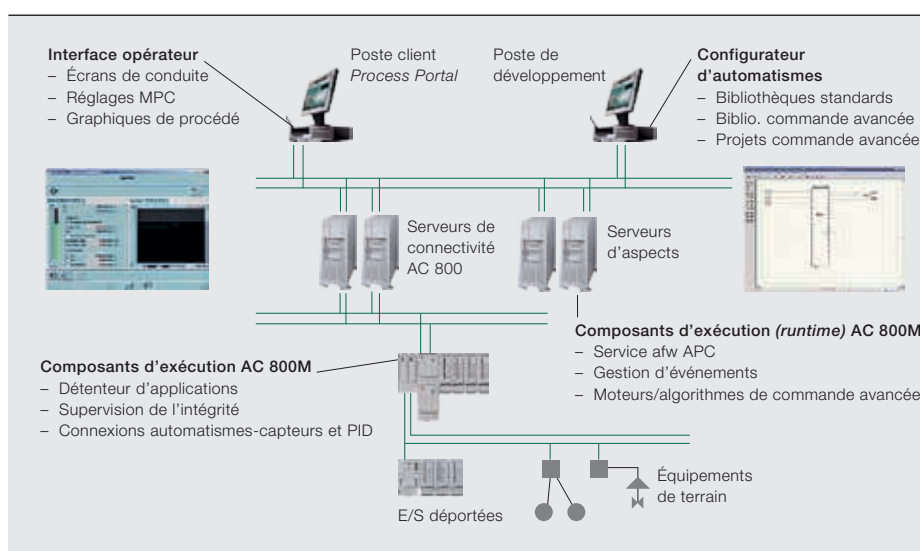 Interface opérateur
– Écrans de conduite
– Réglages MPC
– Graphiques de procédé
Poste client
Process Portal
Poste de
développement
Configurateur
d'automatismes
– Bibliothèques standards
– Biblio. commande avancée
– Projets commande avancée
Serveurs de
connectivité
AC 800
Serveurs
d'aspects
Composants d'exécution (runtime) AC 800M
– Service afw APC
– Gestion d'événements
– Moteurs/algorithmes de commande avancée
Composants d'exécution AC 800M
– Détenteur d'applications
– Supervision de l'intégrité
– Connexions automatismes-capteurs et PID
E/S déportées
Équipements
de terrain